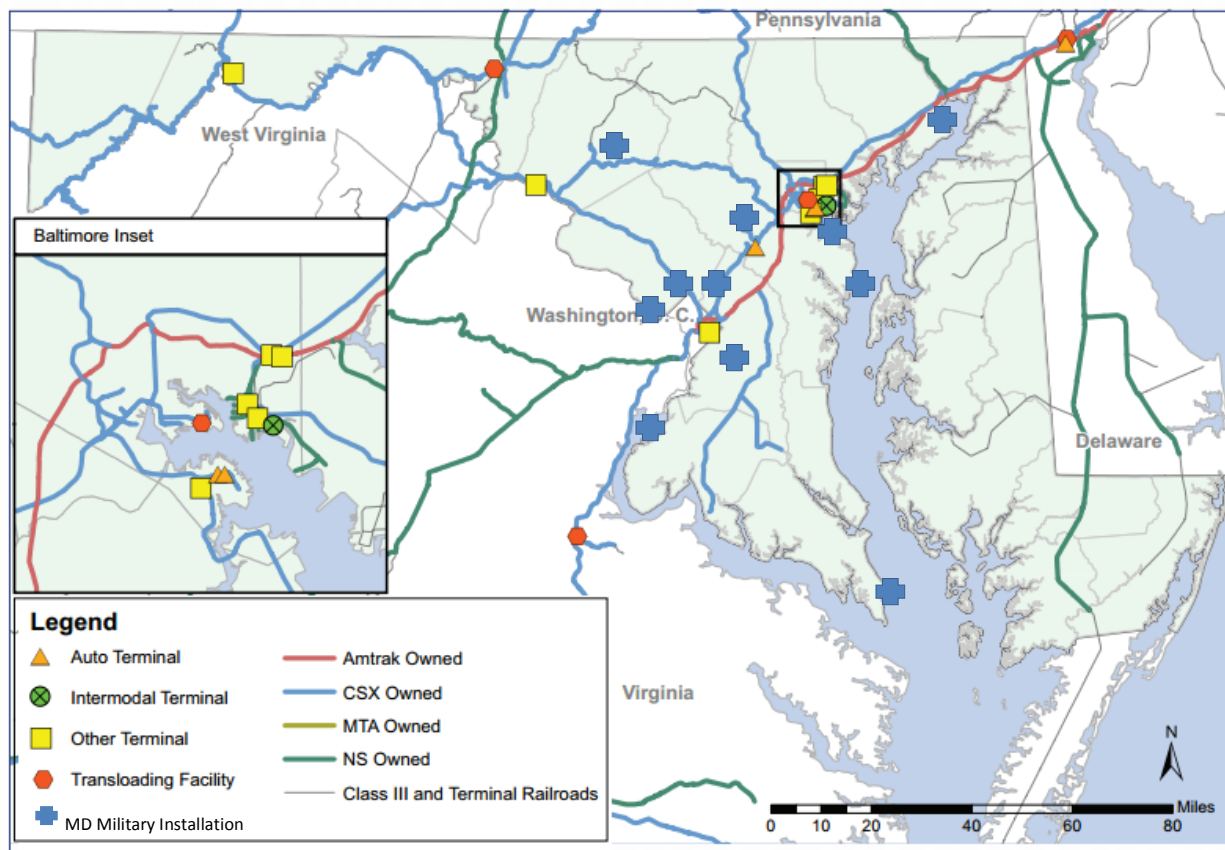 Pennsylvania
West Virginia
Baltimore Inset
Washington, D. C.
Delaware
Virginia
Legend
Auto Terminal
Intermodal Terminal
Other Terminal
Transloading Facility
MD Military Installation
Amtrak Owned
CSX Owned
MTA Owned
NS Owned
Class III and Terminal Railroads
N
Miles
0 10 20 40 60 80